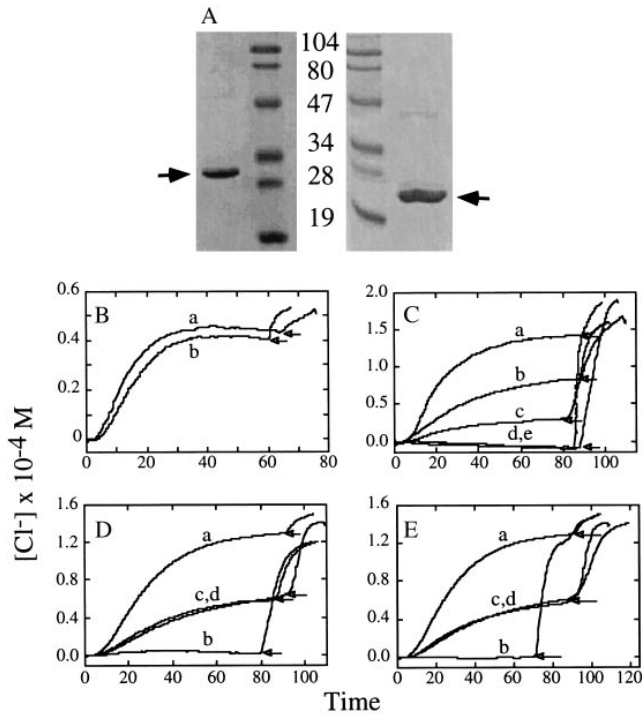 A
104
80
47
34
28
19
B
0.6
0.4
0.2
0
0 20 40 60 80
a
b
C
2.0
1.5
1.0
0.5
0.0
0 20 40 60 80 100
a
b
c
d,e
D
1.6
1.2
0.8
0.4
0.0
0 20 40 60 80 100
a
c,d
b
E
1.6
1.2
0.8
0.4
0.0
0 20 40 60 80 100 120
a
c,d
b
[Cl-] x 10-4 M
Time